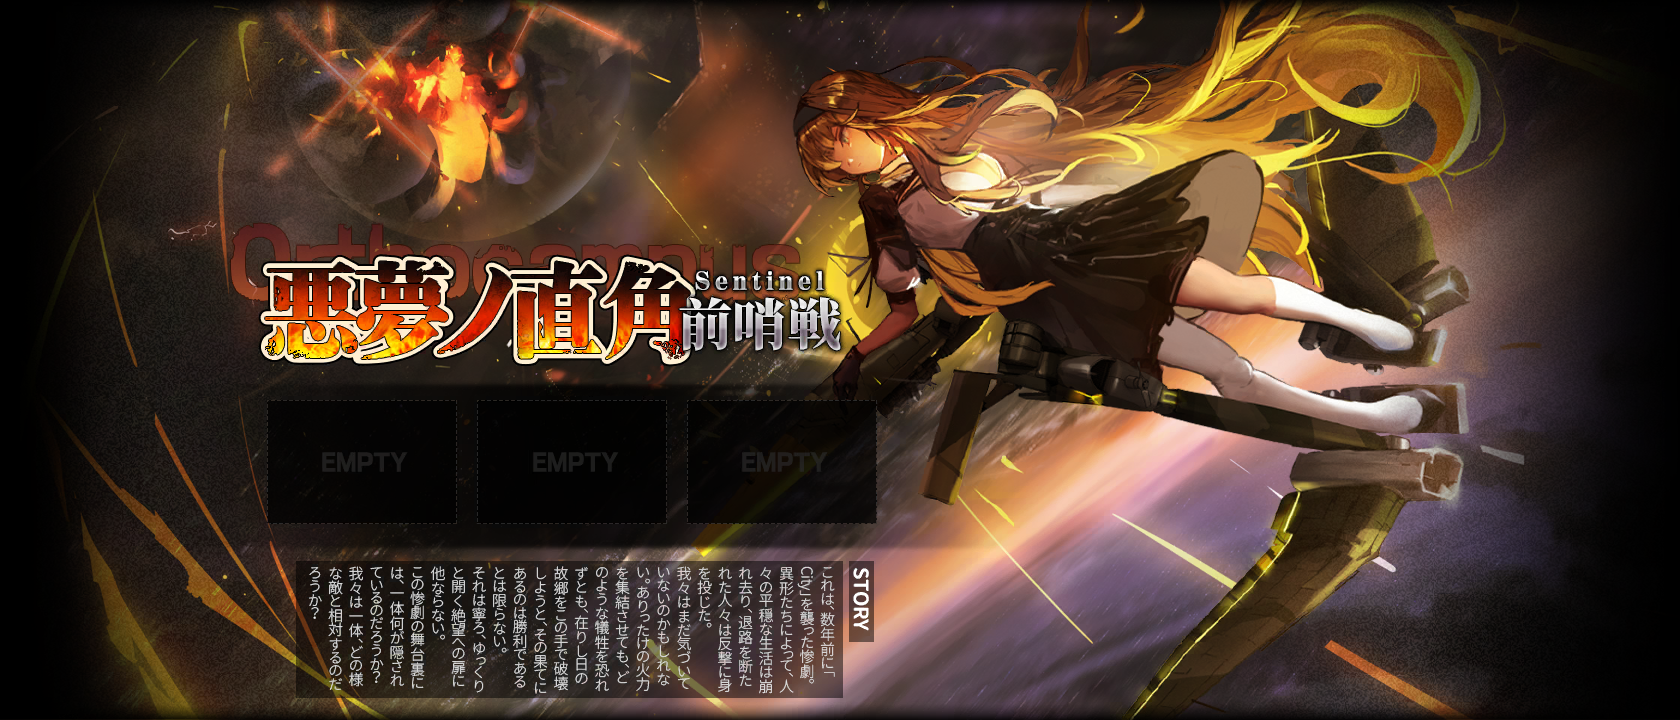 Orthocampus
悪夢ノ直角
Sentinel
前哨戦
EMPTY
EMPTY
EMPTY
STORY
これは、数年前に「
City」を襲った惨劇。
異形たちによって、人
々の平穏な生活は崩
れ去り、退路を断た
れた人々は反撃に身
を投じた。
我々はまだ気づいて
いないのかもしれな
い。ありったけの火力
を集結させても、ど
のような犠牲を恐れ
ずとも、在りし日の
故郷をこの手で破壊
しようと、その果てに
あるのは勝利である
とは限らない。
それは寧ろ、ゆっくり
と開く絶望への扉に
他ならない。
この惨劇の舞台裏に
は、一体何が隠され
ているのだろうか?
我々は一体、どの様
な敵と相対するのだ
ろうか?